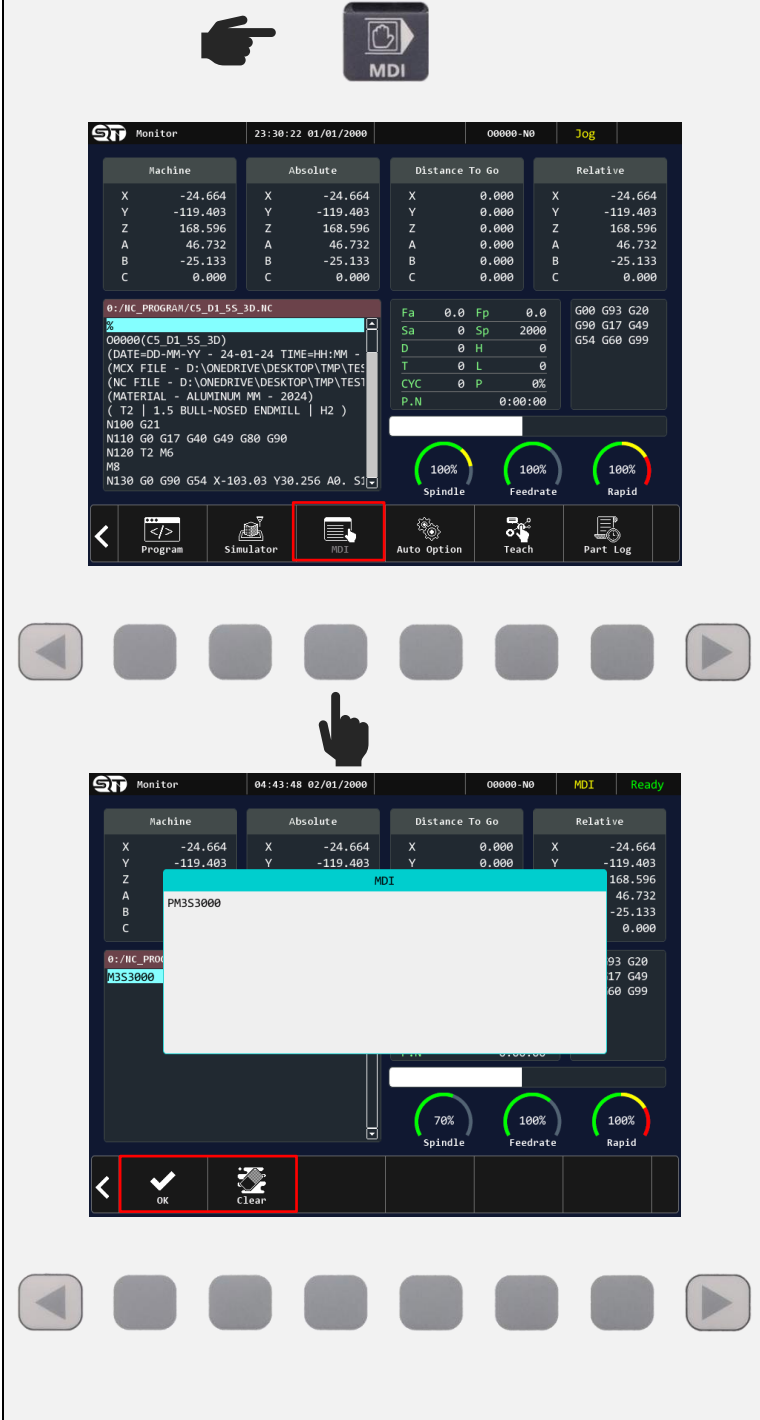 MDI
ST Monitor 23:30:22 01/01/2000 O0000-N0 Jog
Machine Absolute Distance To Go Relative
X -24.664 X -24.664 X 0.000 X -24.664
Y -119.403 Y -119.403 Y 0.000 Y -119.403
Z 168.596 Z 168.596 Z 0.000 Z 168.596
A 46.732 A 46.732 A 0.000 A 46.732
B -25.133 B -25.133 B 0.000 B -25.133
C 0.000 C 0.000 C 0.000 C 0.000
0:/NC_PROGRAM/C5_D1_5S_3D.NC
%
O0000(C5_D1_5S_3D)
(DATE=DD-MM-YY - 24-01-24 TIME=HH:MM -
(MCX FILE - D:\ONEDRIVE\DESKTOP\TMP\TES
(NC FILE - D:\ONEDRIVE\DESKTOP\TMP\TEST
(MATERIAL - ALUMINUM MM - 2024)
( T2 | 1.5 BULL-NOSED ENDMILL | H2 )
N100 G21
N110 G0 G17 G40 G49 G80 G90
N120 T2 M6
M8
N130 G0 G90 G54 X-103.03 Y30.256 A0. S1
Fa 0.0 Fp 0.0
Sa 0 Sp 2000
D 0 H 0
T 0 L 0
CYC 0 P 0%
P.N 0:00:00
G00 G93 G20
G90 G17 G49
G54 G60 G99
100% 100% 100%
Spindle Feedrate Rapid
</>
Program Simulator MDI Auto Option Teach Part Log
ST Monitor 04:43:48 02/01/2000 O0000-N0 MDI Ready
Machine Absolute Distance To Go Relative
X -24.664 X -24.664 X 0.000 X -24.664
Y -119.403 Y -119.403 Y 0.000 Y -119.403
Z 168.596
A 46.732
B -25.133
C 0.000
MDI
PM3S3000
0:/NC_PRO
M3S3000
93 G20
17 G49
60 G99
P.N 0:00:00
70% 100% 100%
Spindle Feedrate Rapid
OK Clear